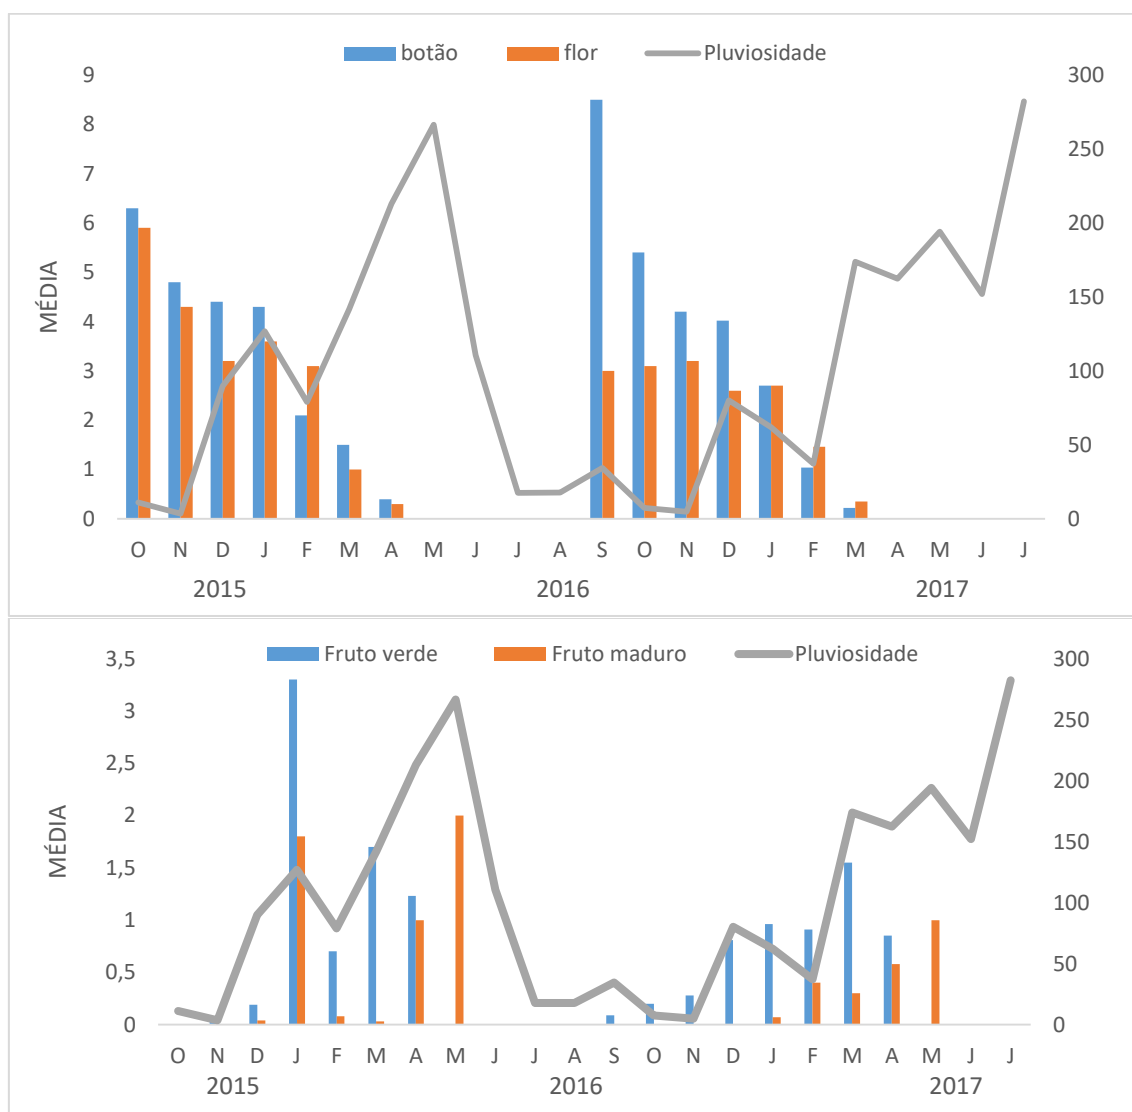 botão flor Pluviosidade
9 300
8 250
7
6 200
5 150
4
3 100
2 50
1
0 0
MÉDIA
O N D J F M A M J J A S O N D J F M A M J J
2015 2016 2017
Fruto verde Fruto maduro Pluviosidade
3,5 300
3 250
2,5 200
2
1,5 150
1 100
0,5 50
0 0
MÉDIA
O N D J F M A M J J A S O N D J F M A M J J
2015 2016 2017